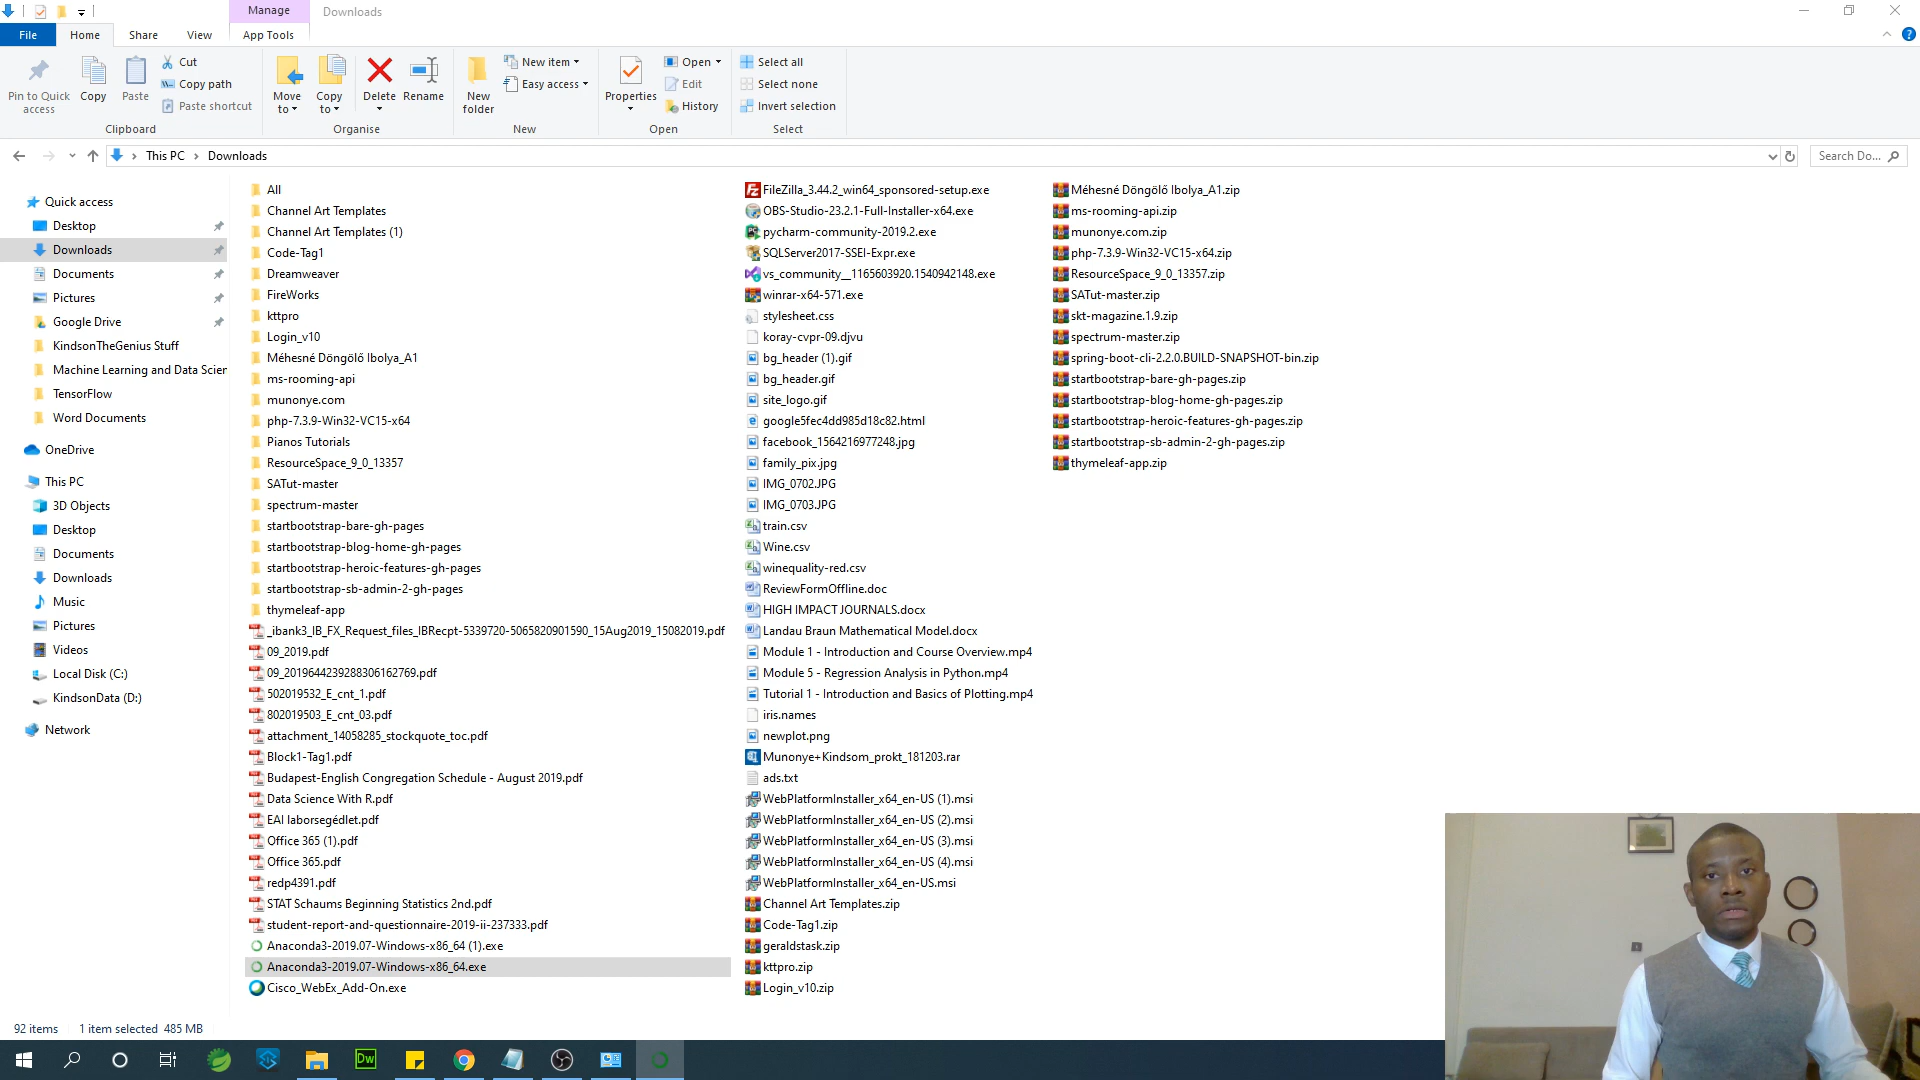 Manage
Downloads
File
Home
Share
View
App Tools
Pin to Quick access
Copy
Paste
Cut
Copy path
Paste shortcut
Clipboard
Move to
Copy to
Delete
Rename
Organise
New folder
New item
Easy access
New
Properties
Open
Edit
History
Open
Select all
Select none
Invert selection
Select
This PC
Downloads
Search Do...
Quick access
Desktop
Downloads
Documents
Pictures
Google Drive
KindsonTheGenius Stuff
Machine Learning and Data Scien
TensorFlow
Word Documents
OneDrive
This PC
3D Objects
Desktop
Documents
Downloads
Music
Pictures
Videos
Local Disk (C:)
KindsonData (D:)
Network
All
Channel Art Templates
Channel Art Templates (1)
Code-Tag1
Dreamweaver
FireWorks
kttpro
Login_v10
Méhesné Döngölő Ibolya_A1
ms-rooming-api
munonye.com
php-7.3.9-Win32-VC15-x64
Pianos Tutorials
ResourceSpace_9_0_13357
SATut-master
spectrum-master
startbootstrap-bare-gh-pages
startbootstrap-blog-home-gh-pages
startbootstrap-heroic-features-gh-pages
startbootstrap-sb-admin-2-gh-pages
thymeleaf-app
_ibank3_IB_FX_Request_files_IBRecpt-5339720-5065820901590_15Aug2019_15082019.pdf
09_2019.pdf
09_2019644239288306162769.pdf
502019532_E_cnt_1.pdf
802019503_E_cnt_03.pdf
attachment_14058285_stockquote_toc.pdf
Block1-Tag1.pdf
Budapest-English Congregation Schedule - August 2019.pdf
Data Science With R.pdf
EAI laborsegédlet.pdf
Office 365 (1).pdf
Office 365.pdf
redp4391.pdf
STAT Schaums Beginning Statistics 2nd.pdf
student-report-and-questionnaire-2019-ii-237333.pdf
Anaconda3-2019.07-Windows-x86_64 (1).exe
Anaconda3-2019.07-Windows-x86_64.exe
Cisco_WebEx_Add-On.exe
FileZilla_3.44.2_win64_sponsored-setup.exe
OBS-Studio-23.2.1-Full-Installer-x64.exe
pycharm-community-2019.2.exe
SQLServer2017-SSEI-Expr.exe
vs_community__1165603920.1540942148.exe
winrar-x64-571.exe
stylesheet.css
koray-cvpr-09.djvu
bg_header (1).gif
bg_header.gif
site_logo.gif
google5fec4dd985d18c82.html
facebook_1564216977248.jpg
family_pix.jpg
IMG_0702.JPG
IMG_0703.JPG
train.csv
Wine.csv
winequality-red.csv
ReviewFormOffline.doc
HIGH IMPACT JOURNALS.docx
Landau Braun Mathematical Model.docx
Module 1 - Introduction and Course Overview.mp4
Module 5 - Regression Analysis in Python.mp4
Tutorial 1 - Introduction and Basics of Plotting.mp4
iris.names
newplot.png
Munonye+Kindsom_prokt_181203.rar
ads.txt
WebPlatformInstaller_x64_en-US (1).msi
WebPlatformInstaller_x64_en-US (2).msi
WebPlatformInstaller_x64_en-US (3).msi
WebPlatformInstaller_x64_en-US (4).msi
WebPlatformInstaller_x64_en-US.msi
Channel Art Templates.zip
Code-Tag1.zip
geraldstask.zip
kttpro.zip
Login_v10.zip
Méhesné Döngölő Ibolya_A1.zip
ms-rooming-api.zip
munonye.com.zip
php-7.3.9-Win32-VC15-x64.zip
ResourceSpace_9_0_13357.zip
SATut-master.zip
skt-magazine.1.9.zip
spectrum-master.zip
spring-boot-cli-2.2.0.BUILD-SNAPSHOT-bin.zip
startbootstrap-bare-gh-pages.zip
startbootstrap-blog-home-gh-pages.zip
startbootstrap-heroic-features-gh-pages.zip
startbootstrap-sb-admin-2-gh-pages.zip
thymeleaf-app.zip
92 items
1 item selected 485 MB
Dw